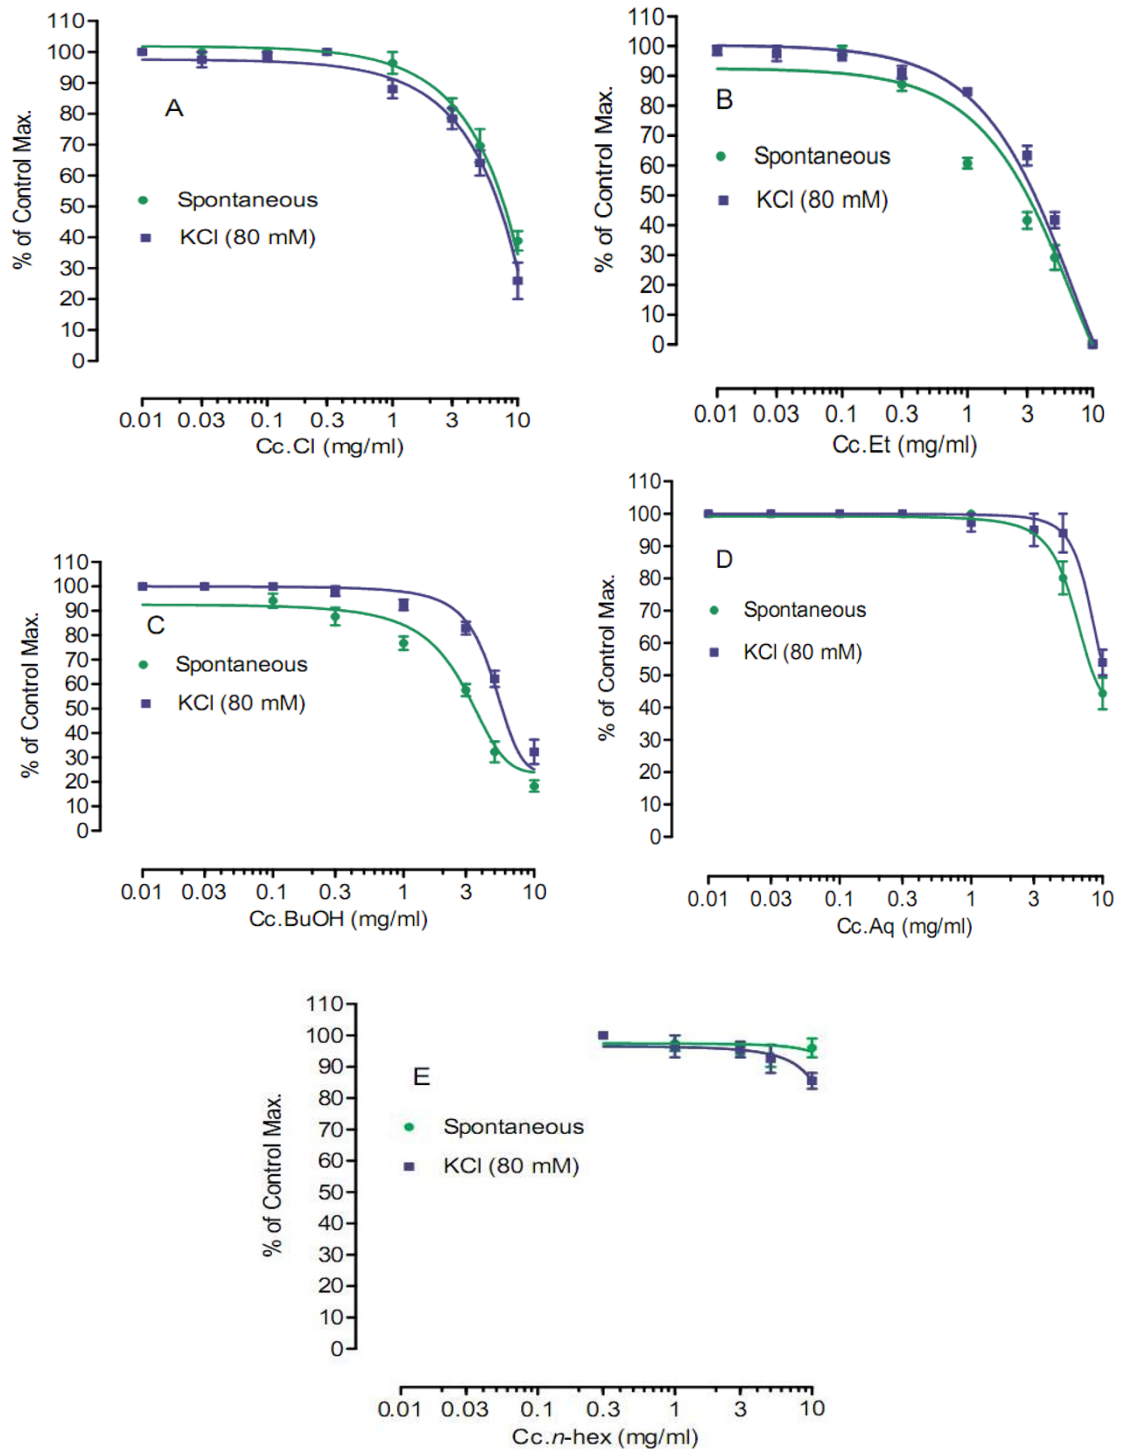 110
100
90
80
70
60
50
40
30
20
10
0
% of Control Max.
A
Spontaneous
KCl (80 mM)
0.01 0.03 0.1 0.3 1 3 10
Cc.Cl (mg/ml)
110
100
90
80
70
60
50
40
30
20
10
0
% of Control Max.
B
Spontaneous
KCl (80 mM)
0.01 0.03 0.1 0.3 1 3 10
Cc.Et (mg/ml)
110
100
90
80
70
60
50
40
30
20
10
0
% of Control Max.
C
Spontaneous
KCl (80 mM)
0.01 0.03 0.1 0.3 1 3 10
Cc.BuOH (mg/ml)
110
100
90
80
70
60
50
40
30
20
10
0
% of Control Max.
D
Spontaneous
KCl (80 mM)
0.01 0.03 0.1 0.3 1 3 10
Cc.Aq (mg/ml)
110
100
90
80
70
60
50
40
30
20
10
0
% of Control Max.
E
Spontaneous
KCl (80 mM)
0.01 0.03 0.1 0.3 1 3 10
Cc.n-hex (mg/ml)